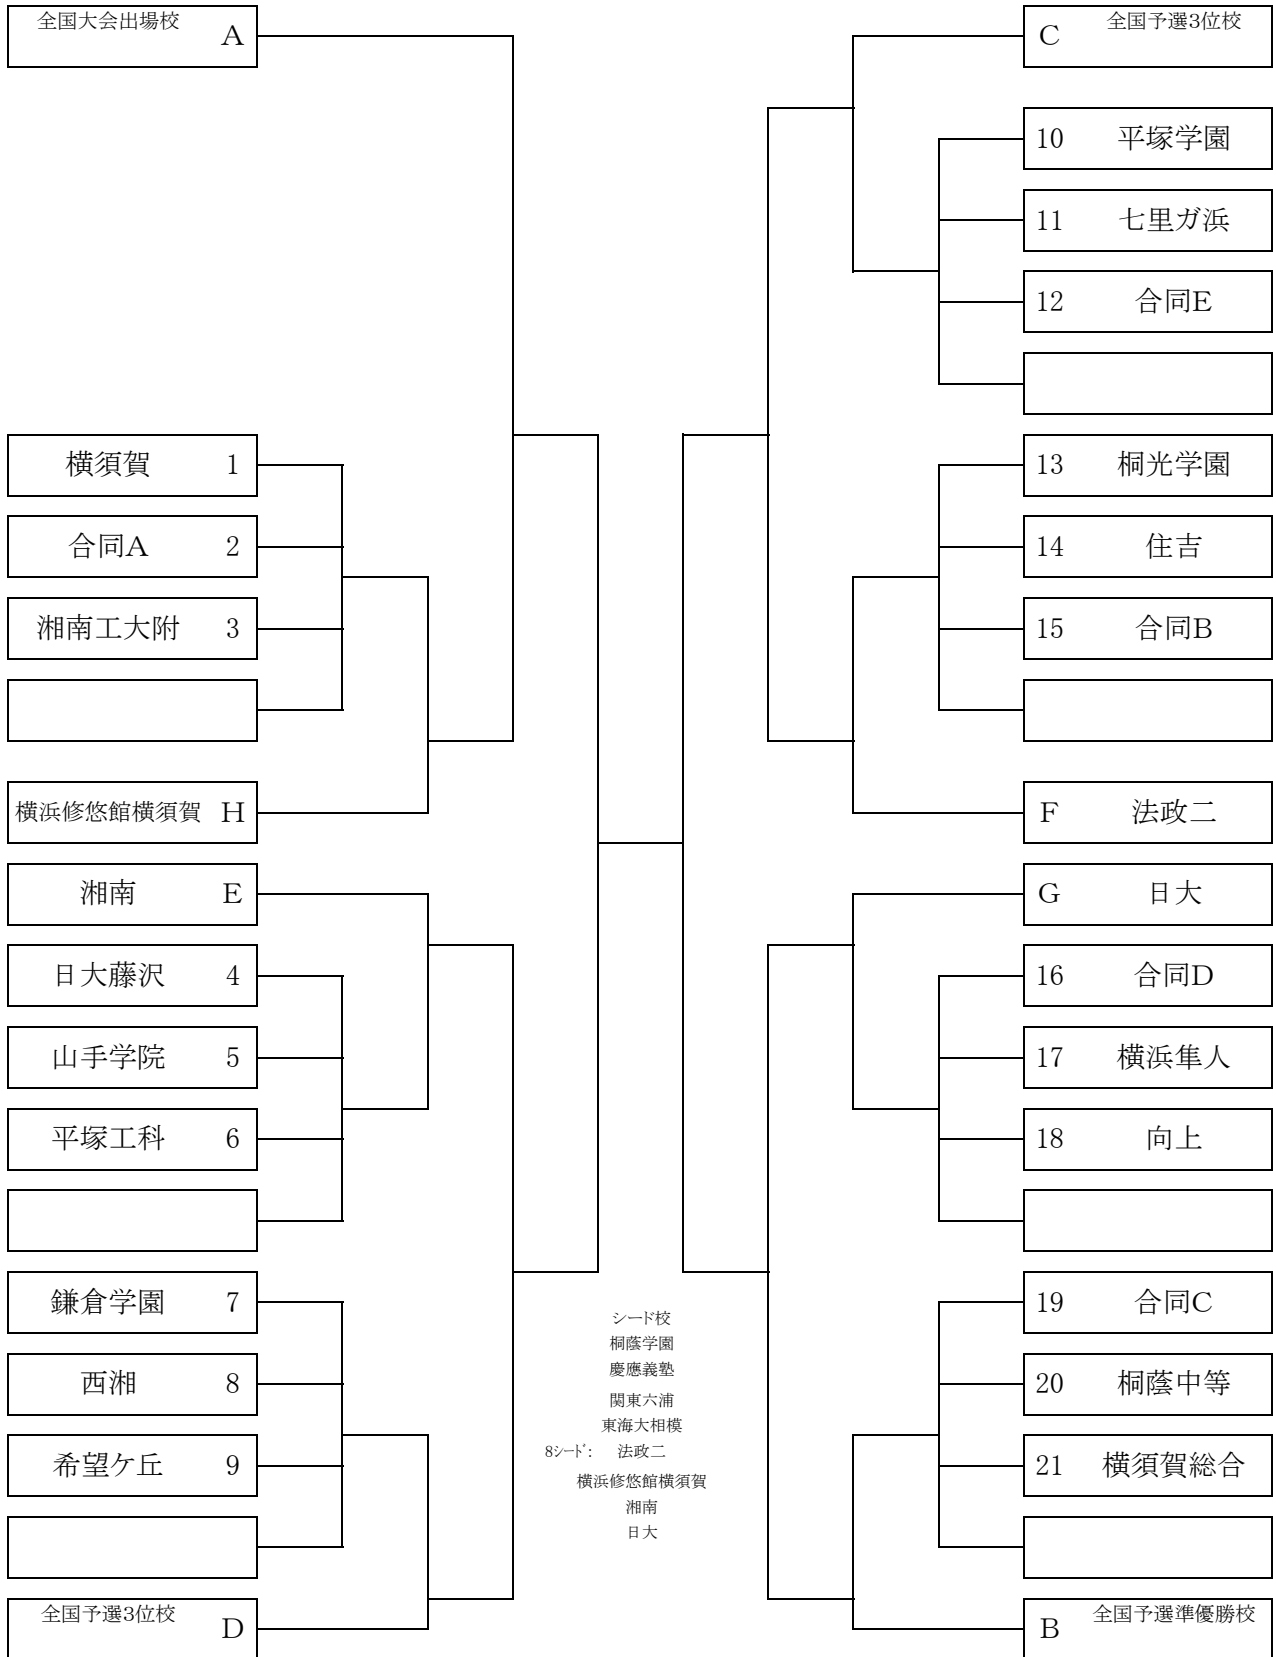 全国大会出場校 A
横須賀 1
合同A 2
湘南工大附 3
横浜修悠館横須賀 H
湘南 E
日大藤沢 4
山手学院 5
平塚工科 6
鎌倉学園 7
西湘 8
希望ケ丘 9
全国予選3位校 D
C 全国予選3位校
10 平塚学園
11 七里ガ浜
12 合同E
13 桐光学園
14 住吉
15 合同B
F 法政二
G 日大
16 合同D
17 横浜隼人
18 向上
19 合同C
20 桐蔭中等
21 横須賀総合
B 全国予選準優勝校
シード校
桐蔭学園
慶應義塾
関東六浦
東海大相模
8シード: 法政二
横浜修悠館横須賀
湘南
日大